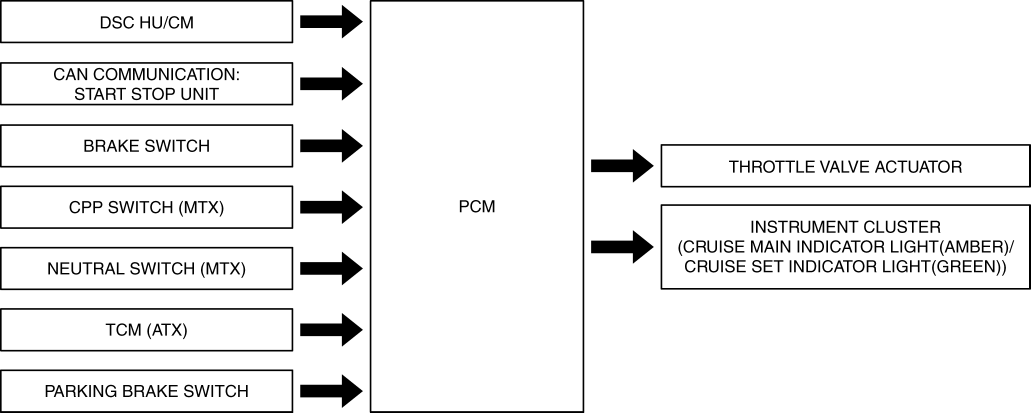 DSC HU/CM
CAN COMMUNICATION:
START STOP UNIT
BRAKE SWITCH
CPP SWITCH (MTX)
NEUTRAL SWITCH (MTX)
TCM (ATX)
PARKING BRAKE SWITCH
PCM
THROTTLE VALVE ACTUATOR
INSTRUMENT CLUSTER
(CRUISE MAIN INDICATOR LIGHT(AMBER)/
CRUISE SET INDICATOR LIGHT(GREEN))